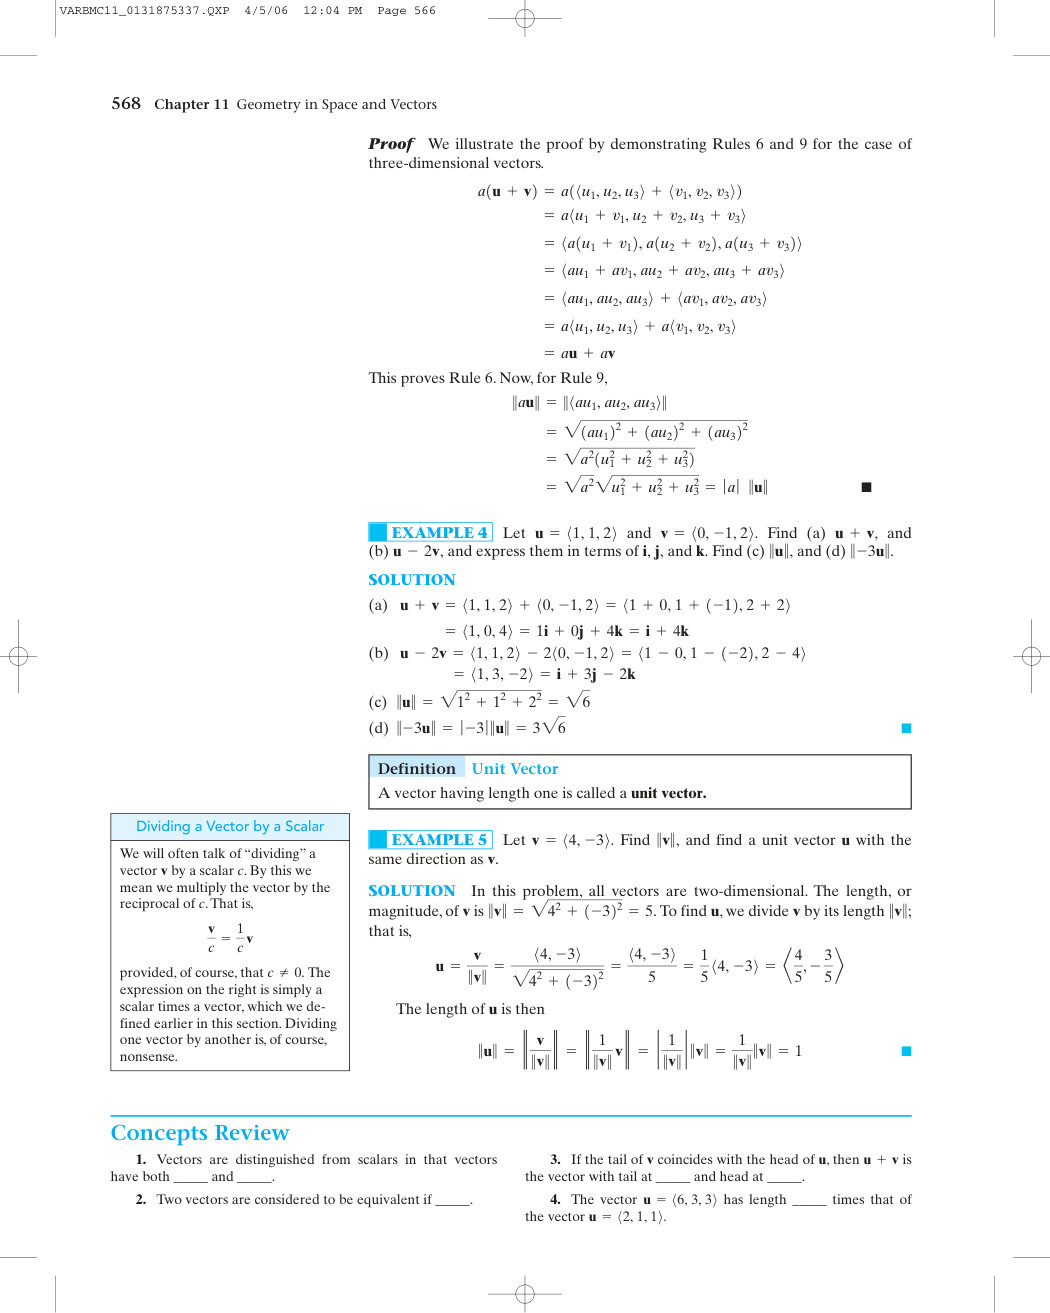 VARBMC11_0131875337.QXP 4/5/06 12:04 PM Page 566
568 Chapter 11 Geometry in Space and Vectors
Proof We illustrate the proof by demonstrating Rules 6 and 9 for the case of
three-dimensional vectors.
a(u + v) = a(⟨u₁, u₂, u₃⟩ + ⟨v₁, v₂, v₃⟩)
= a⟨u₁ + v₁, u₂ + v₂, u₃ + v₃⟩
= ⟨a(u₁ + v₁), a(u₂ + v₂), a(u₃ + v₃)⟩
= ⟨au₁ + av₁, au₂ + av₂, au₃ + av₃⟩
= ⟨au₁, au₂, au₃⟩ + ⟨av₁, av₂, av₃⟩
= a⟨u₁, u₂, u₃⟩ + a⟨v₁, v₂, v₃⟩
= au + av
This proves Rule 6. Now, for Rule 9,
‖au‖ = ‖⟨au₁, au₂, au₃⟩‖
= √((au₁)² + (au₂)² + (au₃)²)
= √(a²(u₁² + u₂² + u₃²))
= √a² √(u₁² + u₂² + u₃²) = |a| ‖u‖ ■
EXAMPLE 4 Let u = ⟨1, 1, 2⟩ and v = ⟨0, −1, 2⟩. Find (a) u + v, and
(b) u − 2v, and express them in terms of i, j, and k. Find (c) ‖u‖, and (d) ‖−3u‖.
SOLUTION
(a) u + v = ⟨1, 1, 2⟩ + ⟨0, −1, 2⟩ = ⟨1 + 0, 1 + (−1), 2 + 2⟩
= ⟨1, 0, 4⟩ = 1i + 0j + 4k = i + 4k
(b) u − 2v = ⟨1, 1, 2⟩ − 2⟨0, −1, 2⟩ = ⟨1 − 0, 1 − (−2), 2 − 4⟩
= ⟨1, 3, −2⟩ = i + 3j − 2k
(c) ‖u‖ = √(1² + 1² + 2²) = √6
(d) ‖−3u‖ = |−3|‖u‖ = 3√6 ■
Definition Unit Vector
A vector having length one is called a unit vector.
Dividing a Vector by a Scalar
We will often talk of “dividing” a
vector v by a scalar c. By this we
mean we multiply the vector by the
reciprocal of c. That is,
v/c = 1/c v
provided, of course, that c ≠ 0. The
expression on the right is simply a
scalar times a vector, which we de-
fined earlier in this section. Dividing
one vector by another is, of course,
nonsense.
EXAMPLE 5 Let v = ⟨4, −3⟩. Find ‖v‖, and find a unit vector u with the
same direction as v.
SOLUTION In this problem, all vectors are two-dimensional. The length, or
magnitude, of v is ‖v‖ = √(4² + (−3)²) = 5. To find u, we divide v by its length ‖v‖;
that is,
u = v/‖v‖ = ⟨4, −3⟩/√(4² + (−3)²) = ⟨4, −3⟩/5 = 1/5 ⟨4, −3⟩ = ⟨4/5, −3/5⟩
The length of u is then
‖u‖ = ‖v/‖v‖‖ = ‖1/‖v‖ v‖ = |1/‖v‖| ‖v‖ = 1/‖v‖ ‖v‖ = 1 ■
Concepts Review
1. Vectors are distinguished from scalars in that vectors
have both _____ and _____.
2. Two vectors are considered to be equivalent if _____.
3. If the tail of v coincides with the head of u, then u + v is
the vector with tail at _____ and head at _____.
4. The vector u = ⟨6, 3, 3⟩ has length _____ times that of
the vector u = ⟨2, 1, 1⟩.